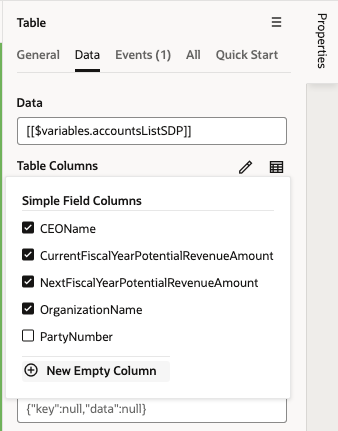 Table
Properties
General Data Events (1) All Quick Start
Data
[[$variables.accountsListSDP]]
Table Columns
Simple Field Columns
CEOName
CurrentFiscalYearPotentialRevenueAmount
NextFiscalYearPotentialRevenueAmount
OrganizationName
PartyNumber
New Empty Column
{"key":null,"data":null}